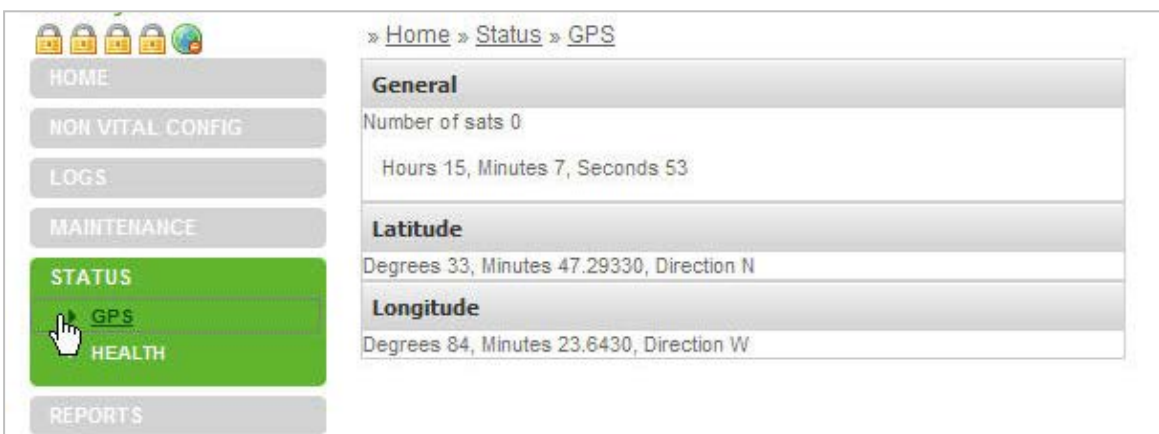 » Home » Status » GPS
HOME
NON VITAL CONFIG
LOGS
MAINTENANCE
STATUS
GPS
HEALTH
REPORTS
General
Number of sats 0
Hours 15, Minutes 7, Seconds 53
Latitude
Degrees 33, Minutes 47.29330, Direction N
Longitude
Degrees 84, Minutes 23.6430, Direction W